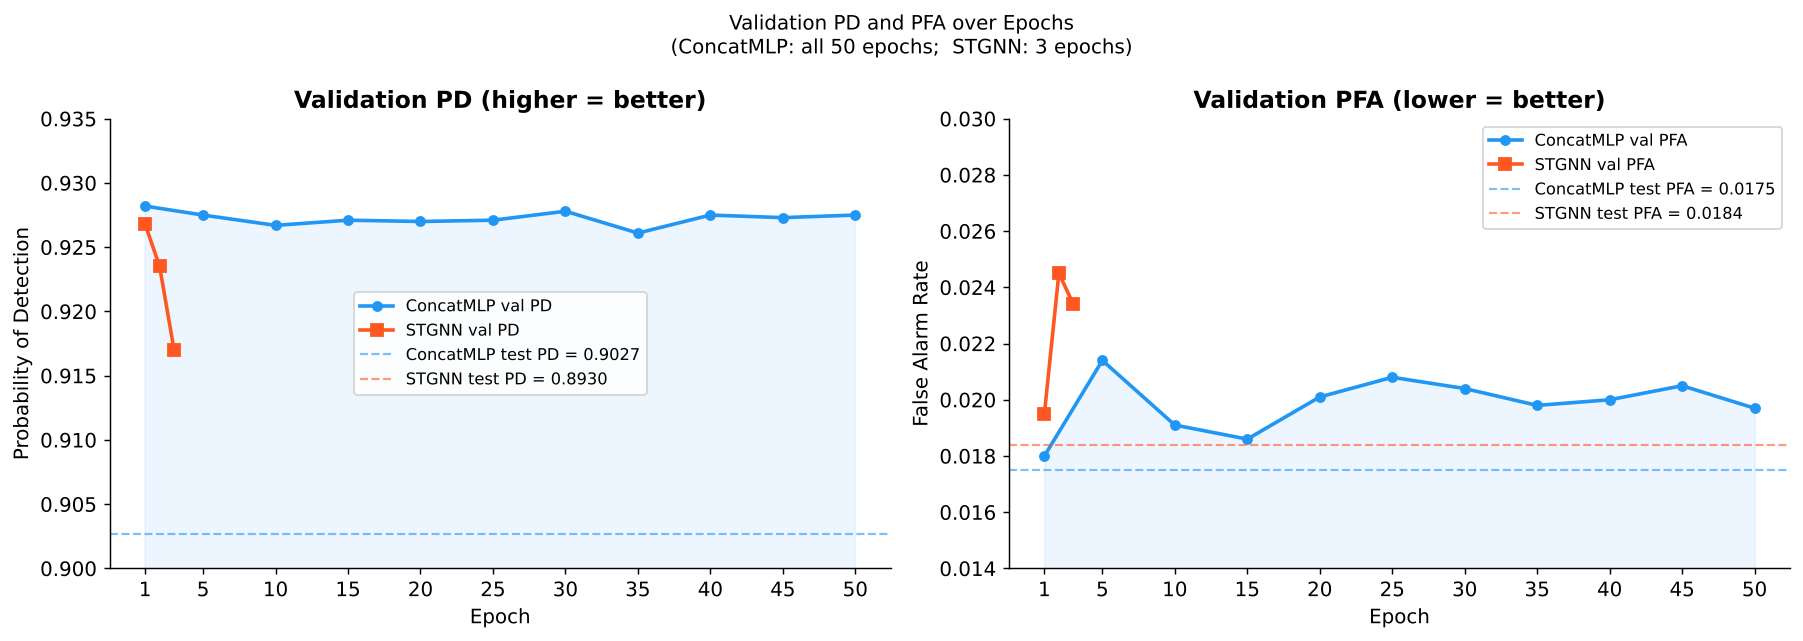 Validation PD and PFA over Epochs
(ConcatMLP: all 50 epochs;  STGNN: 3 epochs)
Validation PD (higher = better)
0.935
0.930
0.925
0.920
0.915
0.910
0.905
0.900
Probability of Detection
ConcatMLP val PD
STGNN val PD
ConcatMLP test PD = 0.9027
STGNN test PD = 0.8930
1 5 10 15 20 25 30 35 40 45 50
Epoch
Validation PFA (lower = better)
0.030
0.028
0.026
0.024
0.022
0.020
0.018
0.016
0.014
False Alarm Rate
ConcatMLP val PFA
STGNN val PFA
ConcatMLP test PFA = 0.0175
STGNN test PFA = 0.0184
1 5 10 15 20 25 30 35 40 45 50
Epoch